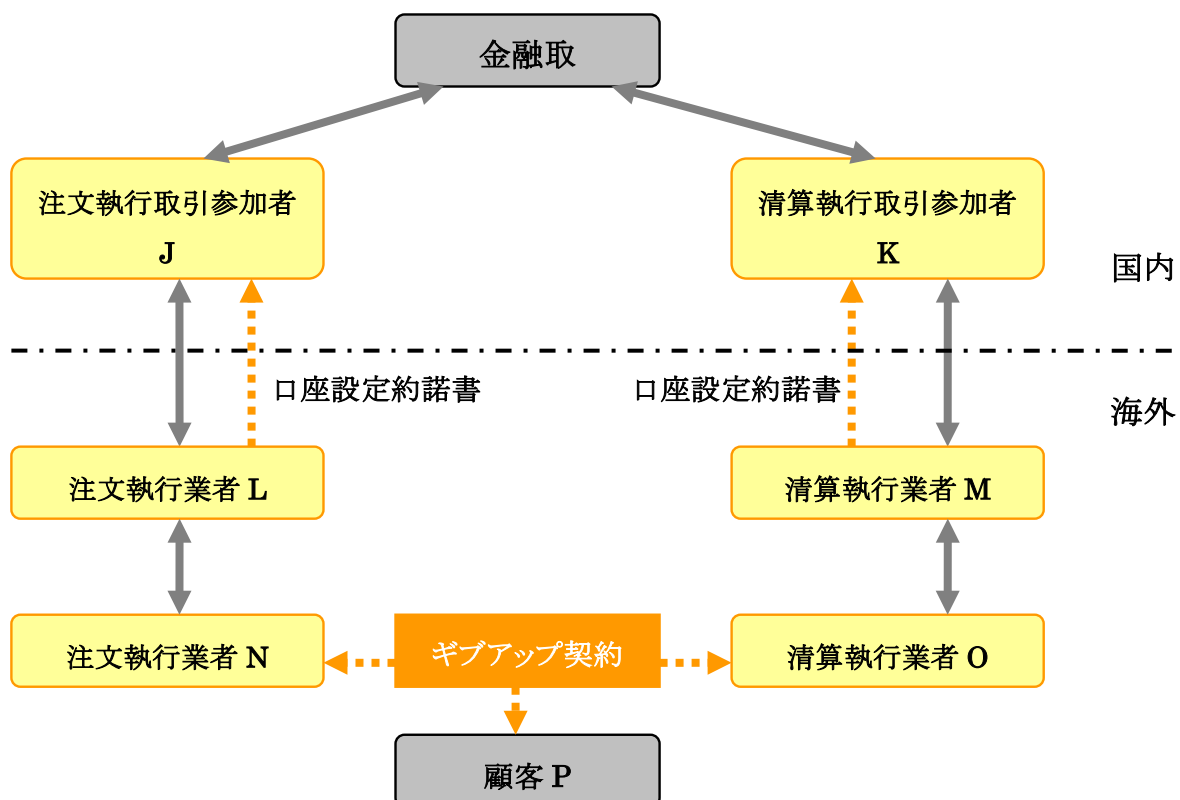 金融取
注文執行取引参加者
J
清算執行取引参加者
K
国内
口座設定約諾書
口座設定約諾書
海外
注文執行業者 L
清算執行業者 M
注文執行業者 N
ギブアップ契約
清算執行業者 O
顧客 P